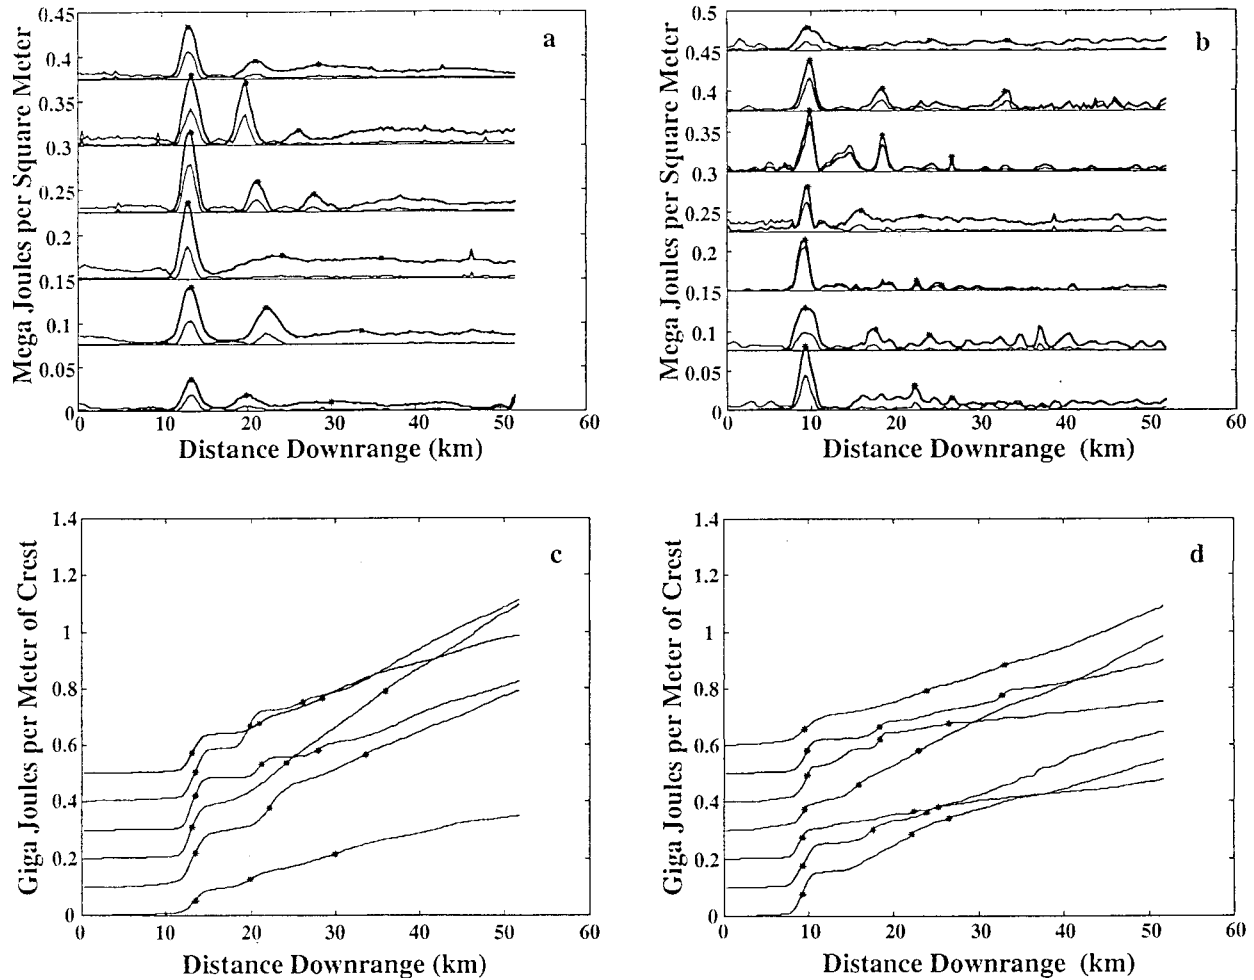 a
Mega Joules per Square Meter
0.45
0.4
0.35
0.3
0.25
0.2
0.15
0.1
0.05
0
0 10 20 30 40 50 60
Distance Downrange (km)
b
Mega Joules per Square Meter
0.5
0.45
0.4
0.35
0.3
0.25
0.2
0.15
0.1
0.05
0
0 10 20 30 40 50 60
Distance Downrange (km)
c
Giga Joules per Meter of Crest
1.4
1.2
1
0.8
0.6
0.4
0.2
0
0 10 20 30 40 50 60
Distance Downrange (km)
d
Giga Joules per Meter of Crest
1.4
1.2
1
0.8
0.6
0.4
0.2
0
0 10 20 30 40 50 60
Distance Downrange (km)